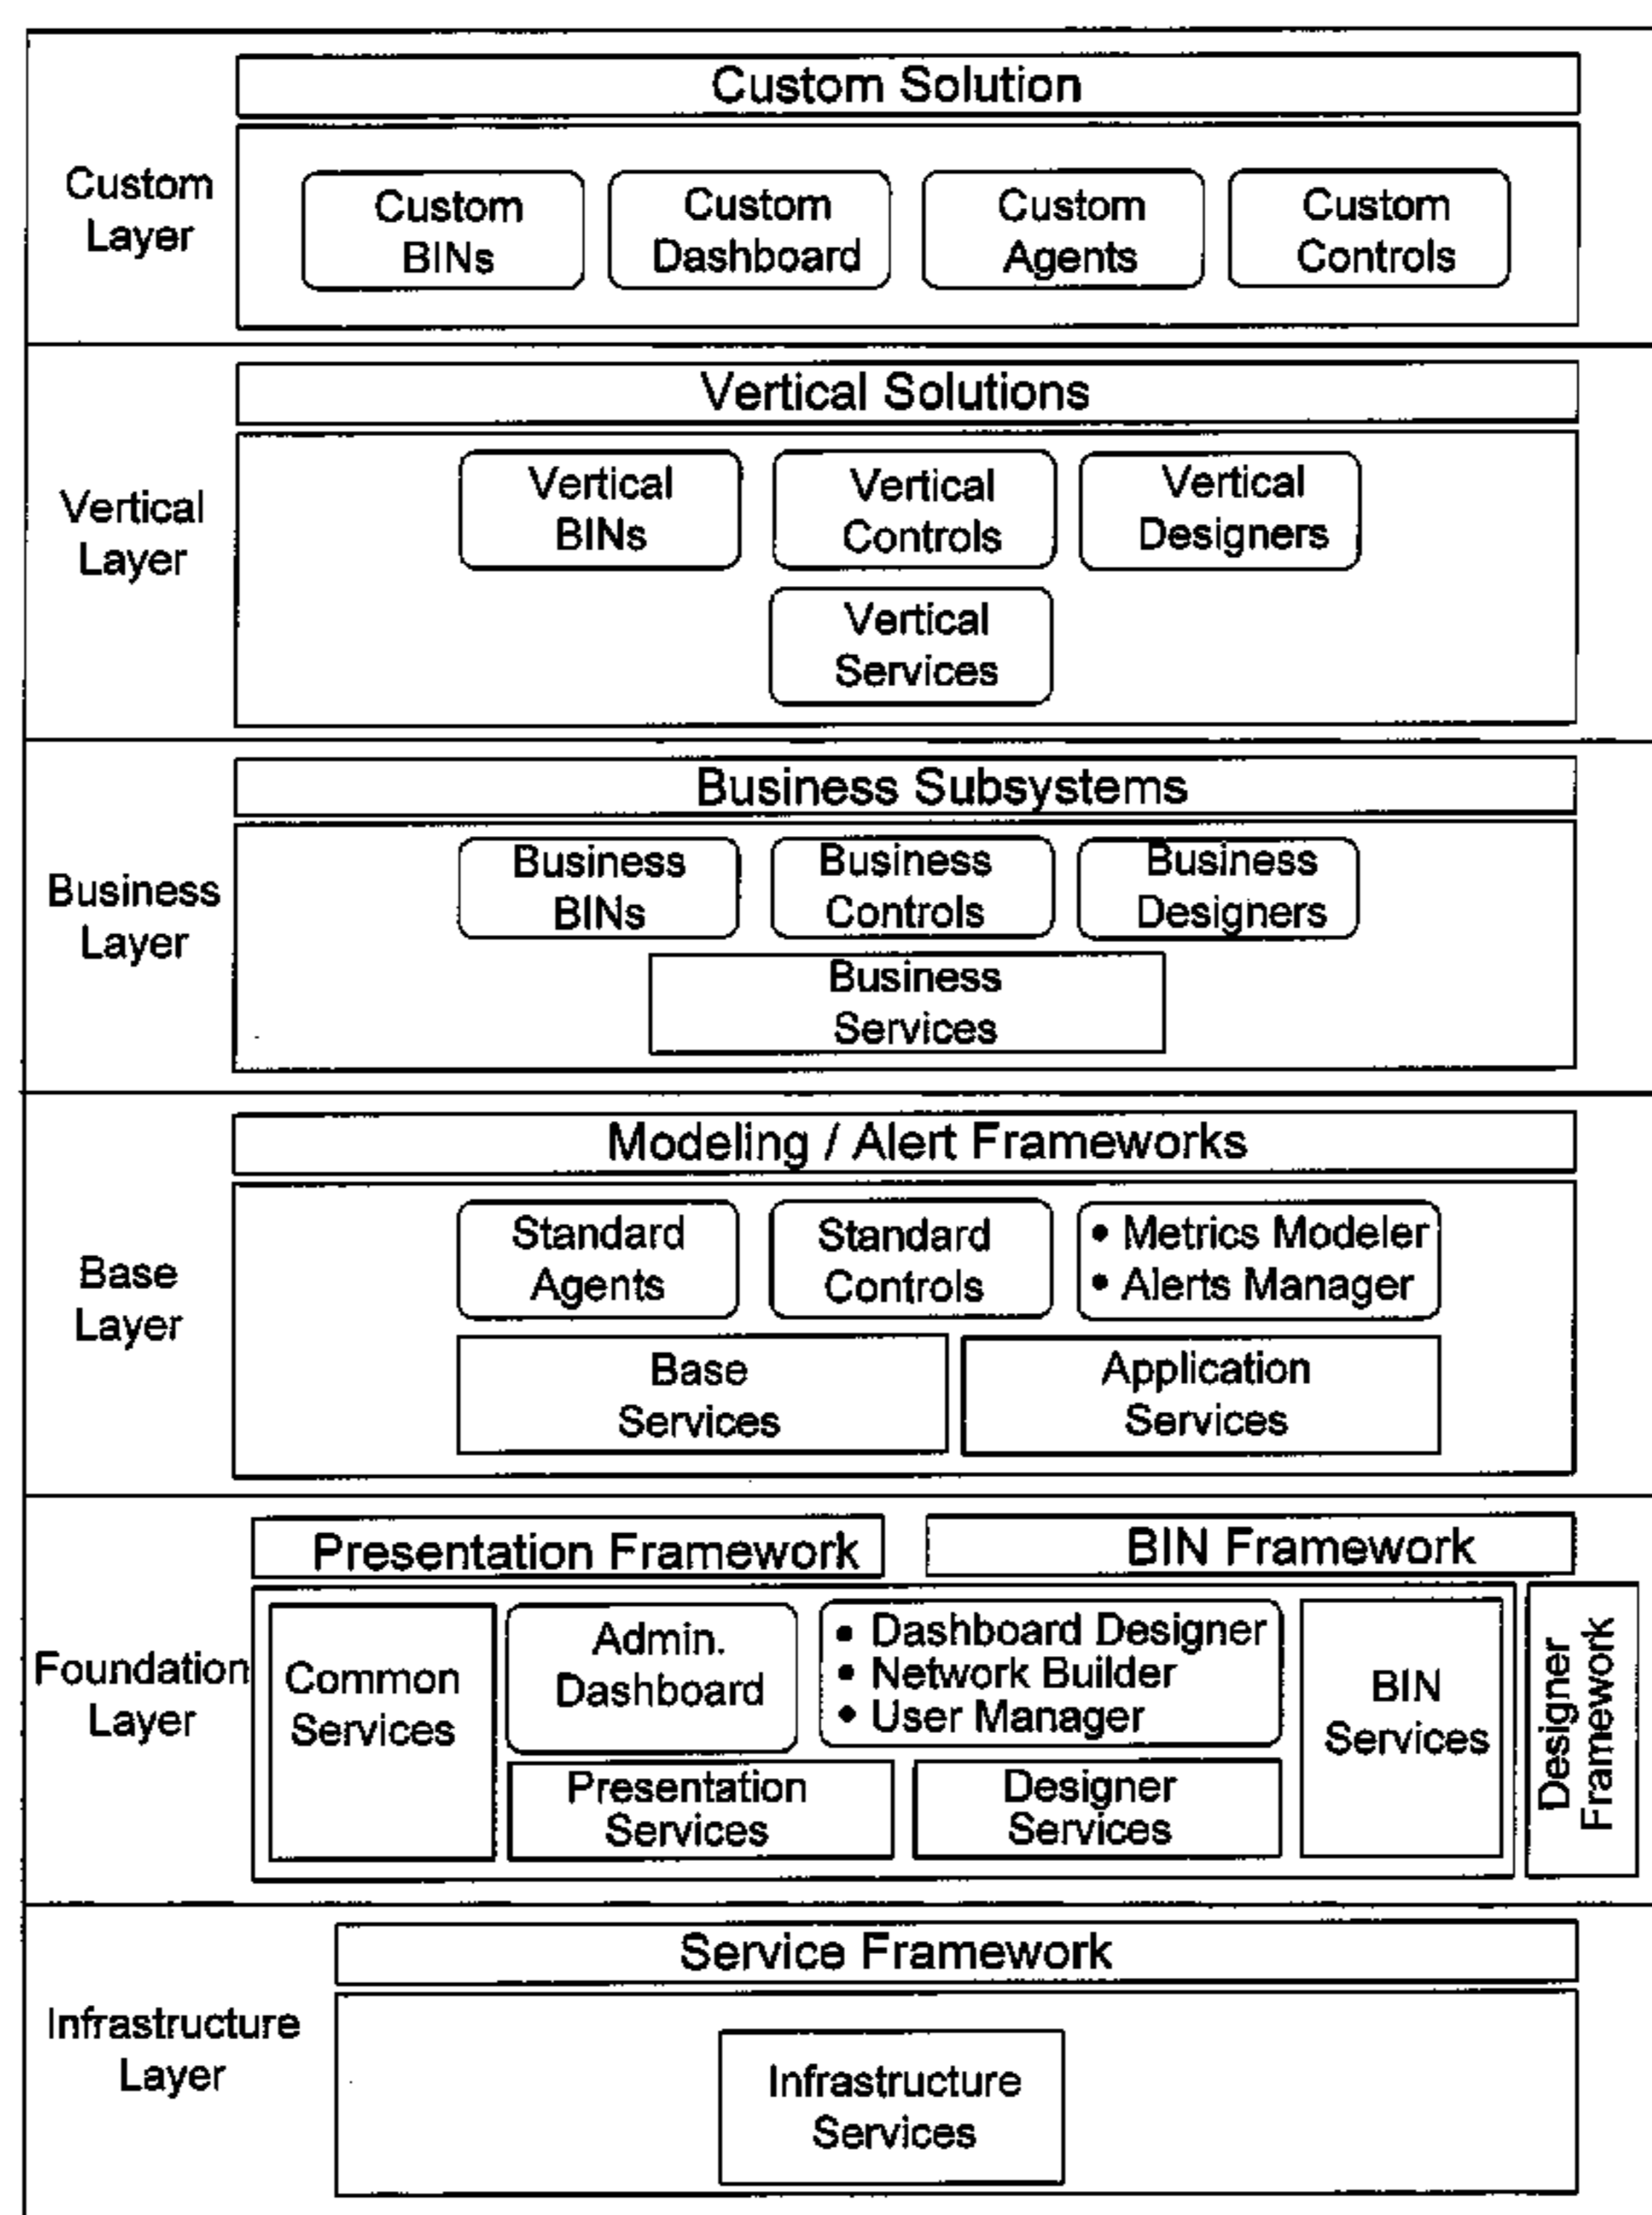 Custom Solution
Custom
Layer
Custom
BINs
Custom
Dashboard
Custom
Agents
Custom
Controls
Vertical Solutions
Vertical
Layer
Vertical
BINs
Vertical
Controls
Vertical
Designers
Vertical
Services
Business Subsystems
Business
Layer
Business
BINs
Business
Controls
Business
Designers
Business
Services
Modeling / Alert Frameworks
Base
Layer
Standard
Agents
Standard
Controls
• Metrics Modeler
• Alerts Manager
Base
Services
Application
Services
Presentation Framework
BIN Framework
Foundation
Layer
Common
Services
Admin.
Dashboard
• Dashboard Designer
• Network Builder
• User Manager
Presentation
Services
Designer
Services
BIN
Services
Designer
Framework
Service Framework
Infrastructure
Layer
Infrastructure
Services